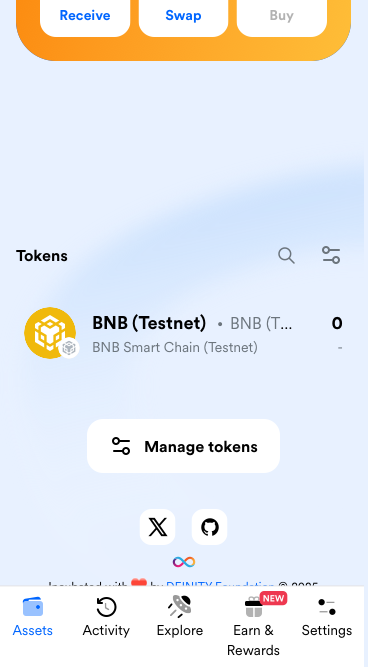 Receive Swap Buy
Tokens
BNB (Testnet) • BNB (T... 0
BNB Smart Chain (Testnet) -
Manage tokens
Incubated with ❤️ by DFINITY Foundation © 2025
NEW
Assets Activity Explore Earn & Rewards Settings